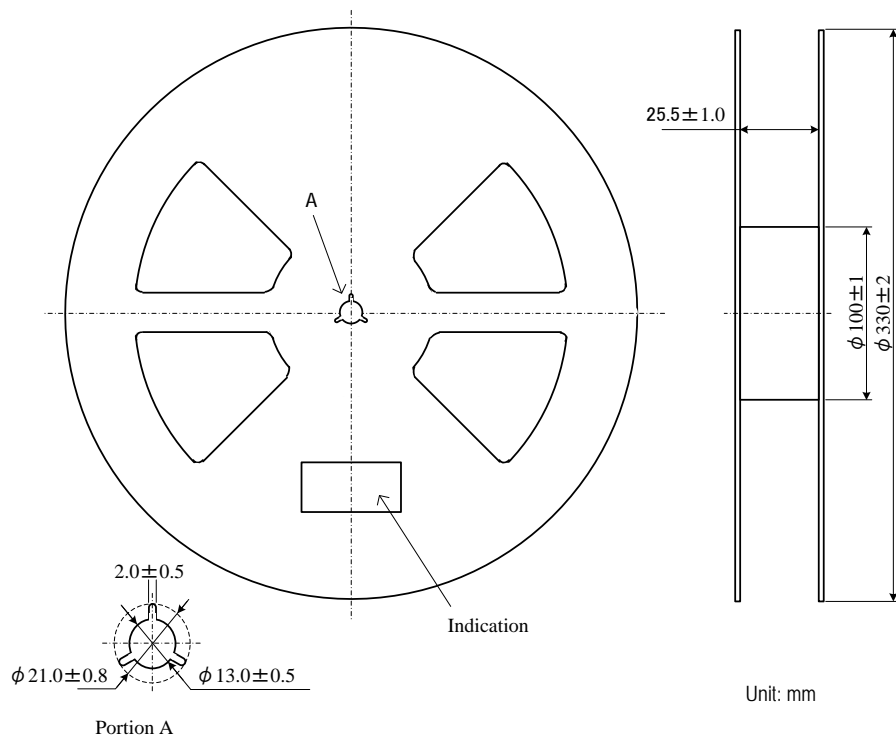 25.5±1.0
A
ϕ100±1
ϕ330±2
2.0±0.5
Indication
ϕ21.0±0.8
ϕ13.0±0.5
Unit: mm
Portion A